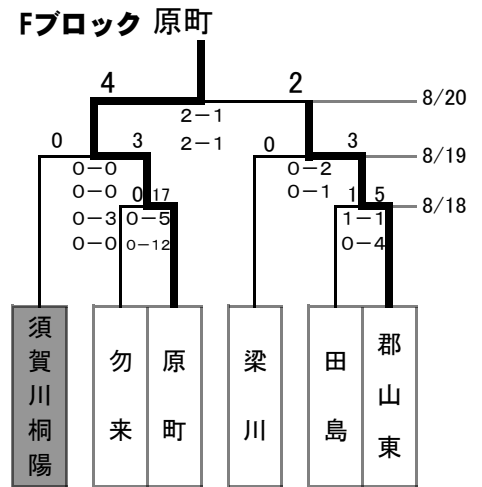 Fブロック 原町
4 2
8/20
2－1
2－1
0 3 0 3
8/19
0－0 0－2
0－0 0－1
0 17 1 5
8/18
0－3 0－5 1－1
0－0 0－12 0－4
須賀川桐陽
勿来
原町
梁川
田島
郡山東